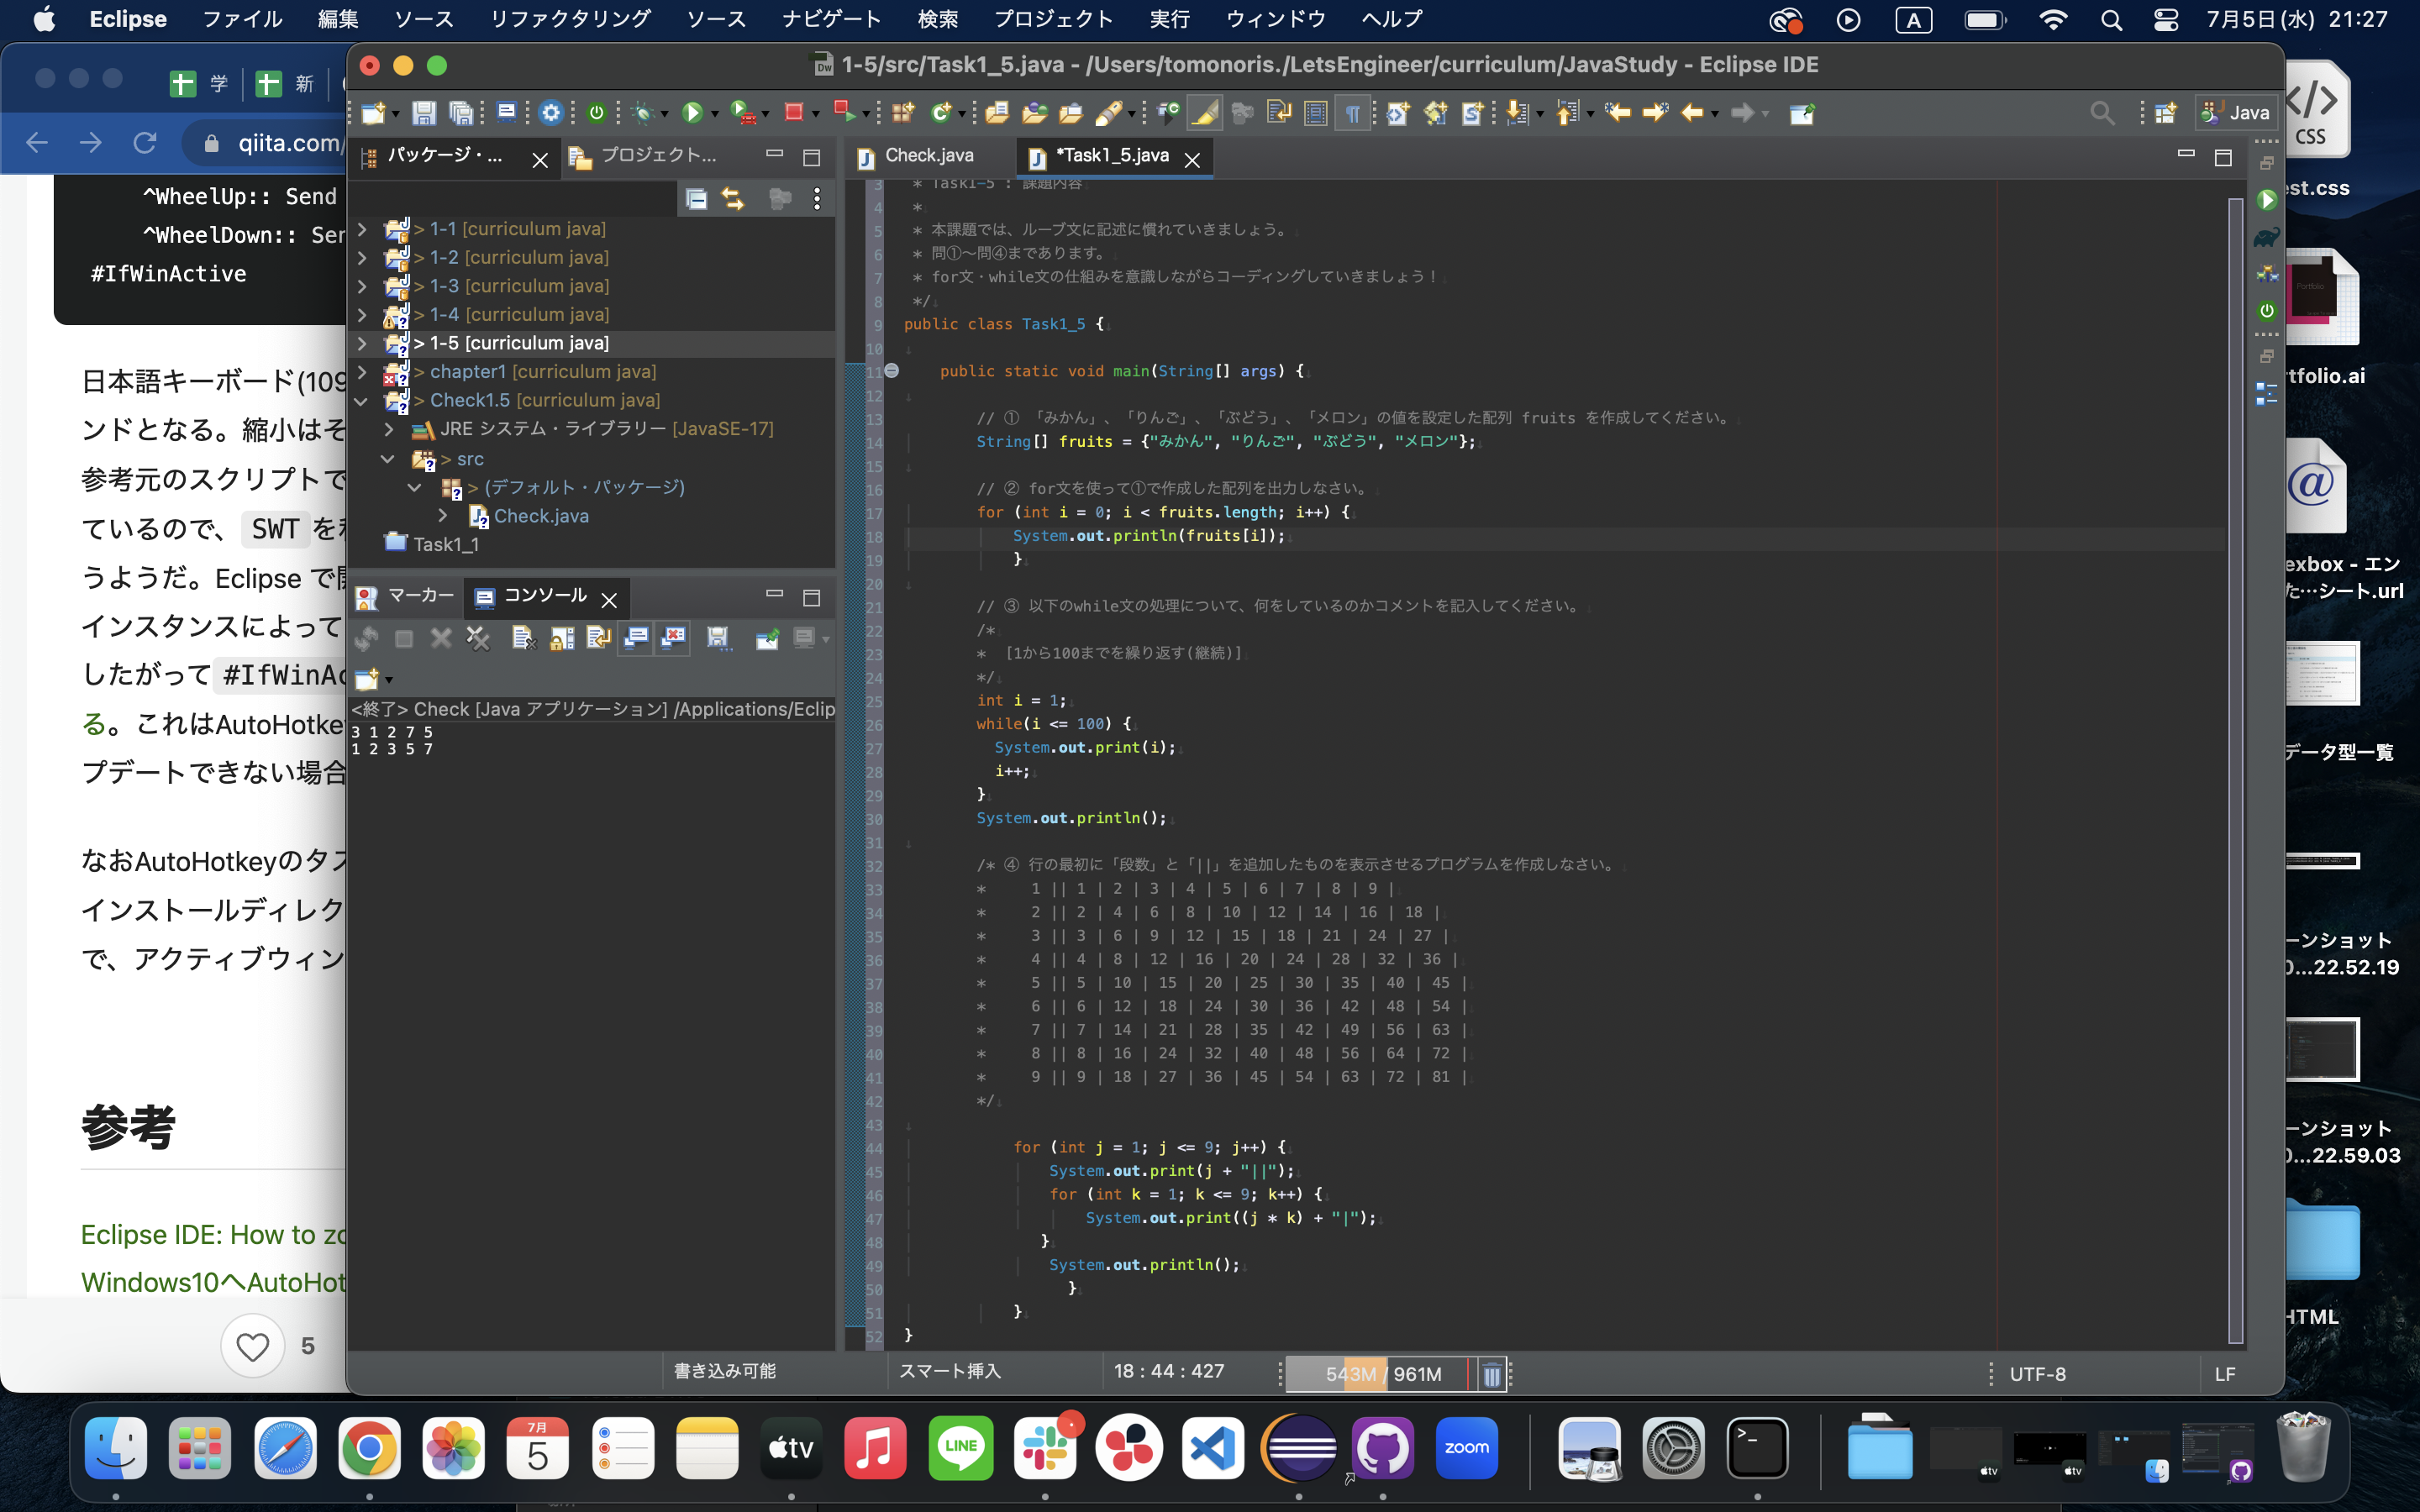 Eclipse ファイル 編集 ソース リファクタリング ソース ナビゲート 検索 プロジェクト 実行 ウィンドウ ヘルプ
A
7月5日(水) 21:27
学
新
qiita.com/
^WheelUp:: Send
^WheelDown:: Sen
#IfWinActive
日本語キーボード(109
ンドとなる。縮小はそ
参考元のスクリプトで
ているので、 SWT を利
うようだ。Eclipse で開
インスタンスによって
したがって #IfWinAc
る。これはAutoHotke
プデートできない場合
なおAutoHotkeyのタス
インストールディレク
で、アクティブウィン
参考
Eclipse IDE: How to zo
Windows10へAutoHot
5
1-5/src/Task1_5.java - /Users/tomonoris./LetsEngineer/curriculum/JavaStudy - Eclipse IDE
Java
パッケージ・...
プロジェクト...
> 1-1 [curriculum java]
> 1-2 [curriculum java]
> 1-3 [curriculum java]
> 1-4 [curriculum java]
> 1-5 [curriculum java]
> chapter1 [curriculum java]
> Check1.5 [curriculum java]
JRE システム・ライブラリー [JavaSE-17]
> src
> (デフォルト・パッケージ)
Check.java
Task1_1
マーカー
コンソール
<終了> Check [Java アプリケーション] /Applications/Eclip
3 1 2 7 5
1 2 3 5 7
Check.java
*Task1_5.java
3 * Task1-5 : 課題内容
4 *
5 * 本課題では、ループ文に記述に慣れていきましょう。
6 * 問①〜問④まであります。
7 * for文・while文の仕組みを意識しながらコーディングしていきましょう！
8 */
9 public class Task1_5 {
10
11 public static void main(String[] args) {
12
13 // ① 「みかん」、「りんご」、「ぶどう」、「メロン」の値を設定した配列 fruits を作成してください。
14 String[] fruits = {"みかん", "りんご", "ぶどう", "メロン"};
15
16 // ② for文を使って①で作成した配列を出力しなさい。
17 for (int i = 0; i < fruits.length; i++) {
18 System.out.println(fruits[i]);
19 }
20
21 // ③ 以下のwhile文の処理について、何をしているのかコメントを記入してください。
22 /*
23 * [1から100までを繰り返す(継続)]
24 */
25 int i = 1;
26 while(i <= 100) {
27 System.out.print(i);
28 i++;
29 }
30 System.out.println();
31
32 /* ④ 行の最初に「段数」と「||」を追加したものを表示させるプログラムを作成しなさい。
33 * 1 || 1 | 2 | 3 | 4 | 5 | 6 | 7 | 8 | 9 |
34 * 2 || 2 | 4 | 6 | 8 | 10 | 12 | 14 | 16 | 18 |
35 * 3 || 3 | 6 | 9 | 12 | 15 | 18 | 21 | 24 | 27 |
36 * 4 || 4 | 8 | 12 | 16 | 20 | 24 | 28 | 32 | 36 |
37 * 5 || 5 | 10 | 15 | 20 | 25 | 30 | 35 | 40 | 45 |
38 * 6 || 6 | 12 | 18 | 24 | 30 | 36 | 42 | 48 | 54 |
39 * 7 || 7 | 14 | 21 | 28 | 35 | 42 | 49 | 56 | 63 |
40 * 8 || 8 | 16 | 24 | 32 | 40 | 48 | 56 | 64 | 72 |
41 * 9 || 9 | 18 | 27 | 36 | 45 | 54 | 63 | 72 | 81 |
42 */
43
44 for (int j = 1; j <= 9; j++) {
45 System.out.print(j + "||");
46 for (int k = 1; k <= 9; k++) {
47 System.out.print((j * k) + "|");
48 }
49 System.out.println();
50 }
51 }
52 }
書き込み可能
スマート挿入
18 : 44 : 427
543M / 961M
UTF-8
LF
CSS
est.css
Portfolio
tfolio.ai
exbox - エン
た…シート.url
データ型一覧
ーンショット
0...22.52.19
ーンショット
0...22.59.03
HTML
7月
5
tv
LINE
zoom
tv
tv